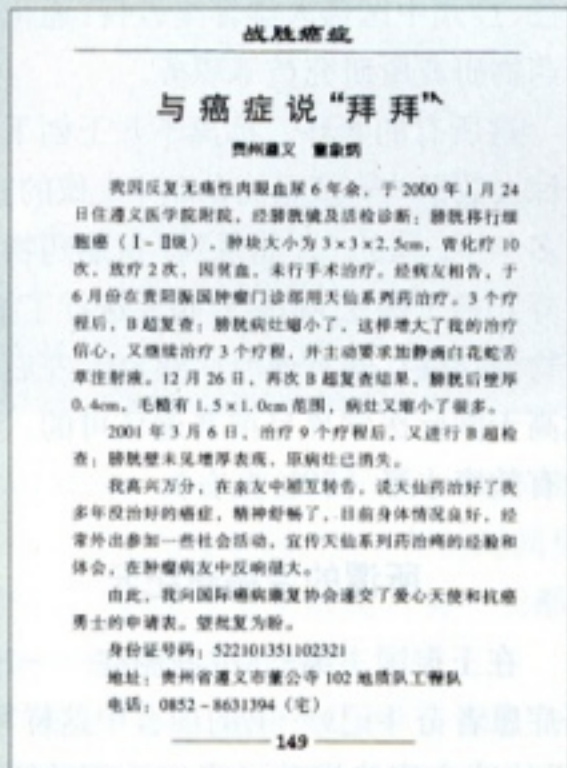 战胜癌症
与癌症说“拜拜”
贵州遵义 董象炳
我因反复无痛性肉眼血尿6年余，于2000年1月24
日住遵义医学院附院，经膀胱镜及活检诊断：膀胱移行细
胞癌（Ⅰ-Ⅱ级），肿块大小为3×3×2.5cm，曾化疗10
次，放疗2次，因贫血，未行手术治疗。经病友相告，于
6月份在贵阳振国肿瘤门诊部用天仙系列药治疗。3个疗
程后，B超复查：膀胱病灶缩小了，这样增大了我的治疗
信心，又继续治疗3个疗程，并主动要求加静滴白花蛇舌
草注射液。12月26日，再次B超复查结果，膀胱后壁厚
0.4cm，毛糙有1.5×1.0cm范围，病灶又缩小了很多。
2001年3月6日，治疗9个疗程后，又进行B超检
查：膀胱壁未见增厚表现，原病灶已消失。
我高兴万分，在亲友中相互转告，说天仙药治好了我
多年没治好的癌症，精神舒畅了，目前身体情况良好，经
常外出参加一些社会活动，宣传天仙系列药治癌的经验和
体会，在肿瘤病友中反响很大。
由此，我向国际癌病康复协会递交了爱心天使和抗癌
勇士的申请表。望批复为盼。
身份证号码：522101351102321
地址：贵州省遵义市董公寺102地质队工程队
电话：0852-8631394（宅）
149